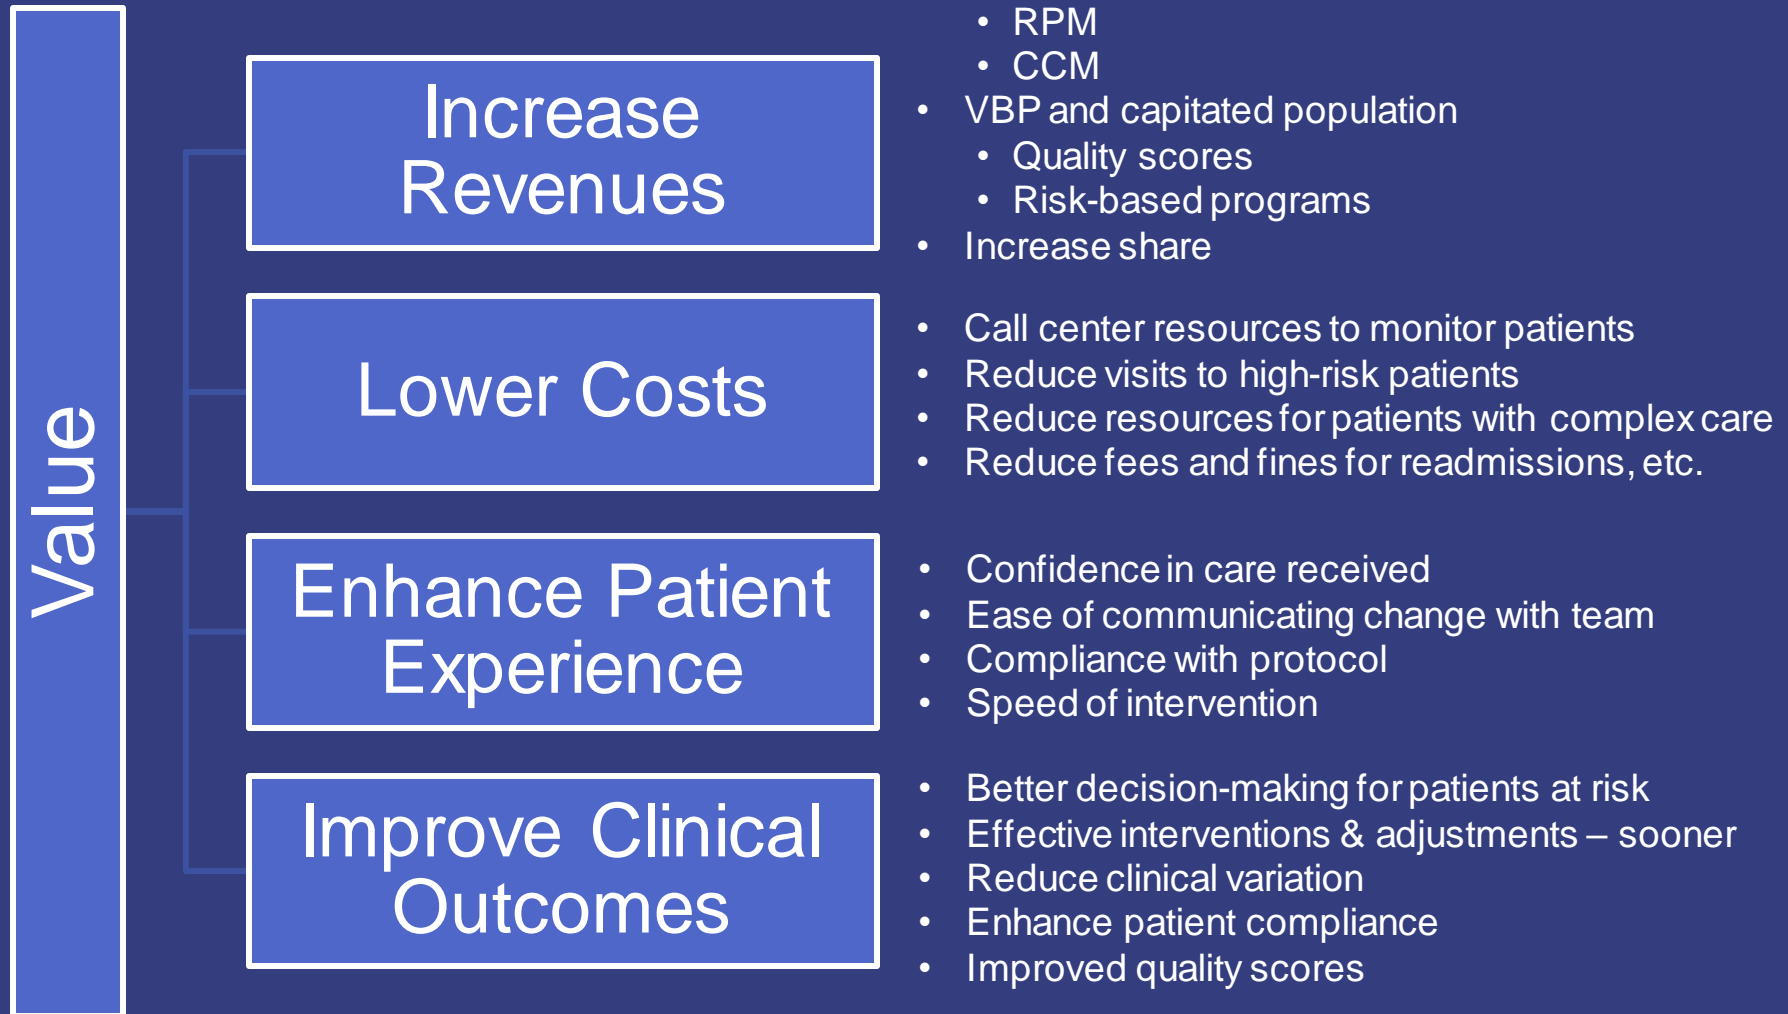 Value
Increase
Revenues
• RPM
• CCM
• VBP and capitated population
• Quality scores
• Risk-based programs
• Increase share
Lower Costs
• Call center resources to monitor patients
• Reduce visits to high-risk patients
• Reduce resources for patients with complex care
• Reduce fees and fines for readmissions, etc.
Enhance Patient
Experience
• Confidence in care received
• Ease of communicating change with team
• Compliance with protocol
• Speed of intervention
Improve Clinical
Outcomes
• Better decision-making for patients at risk
• Effective interventions & adjustments – sooner
• Reduce clinical variation
• Enhance patient compliance
• Improved quality scores